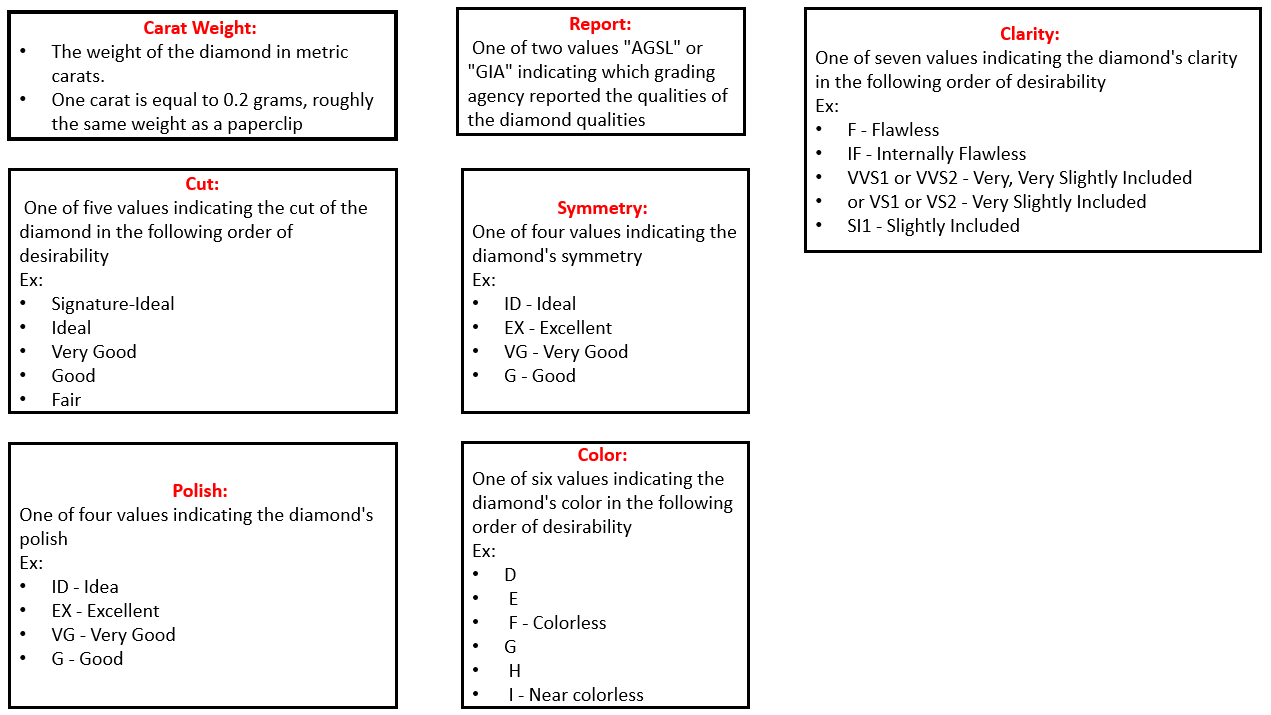 Carat Weight:
• The weight of the diamond in metric
carats.
• One carat is equal to 0.2 grams, roughly
the same weight as a paperclip
Report:
One of two values "AGSL" or
"GIA" indicating which grading
agency reported the qualities of
the diamond qualities
Clarity:
One of seven values indicating the diamond's clarity
in the following order of desirability
Ex:
• F - Flawless
• IF - Internally Flawless
• VVS1 or VVS2 - Very, Very Slightly Included
• or VS1 or VS2 - Very Slightly Included
• SI1 - Slightly Included
Cut:
One of five values indicating the cut of the
diamond in the following order of
desirability
Ex:
• Signature-Ideal
• Ideal
• Very Good
• Good
• Fair
Symmetry:
One of four values indicating the
diamond's symmetry
Ex:
• ID - Ideal
• EX - Excellent
• VG - Very Good
• G - Good
Polish:
One of four values indicating the diamond's
polish
Ex:
• ID - Idea
• EX - Excellent
• VG - Very Good
• G - Good
Color:
One of six values indicating the
diamond's color in the following
order of desirability
Ex:
• D
• E
• F - Colorless
• G
• H
• I - Near colorless